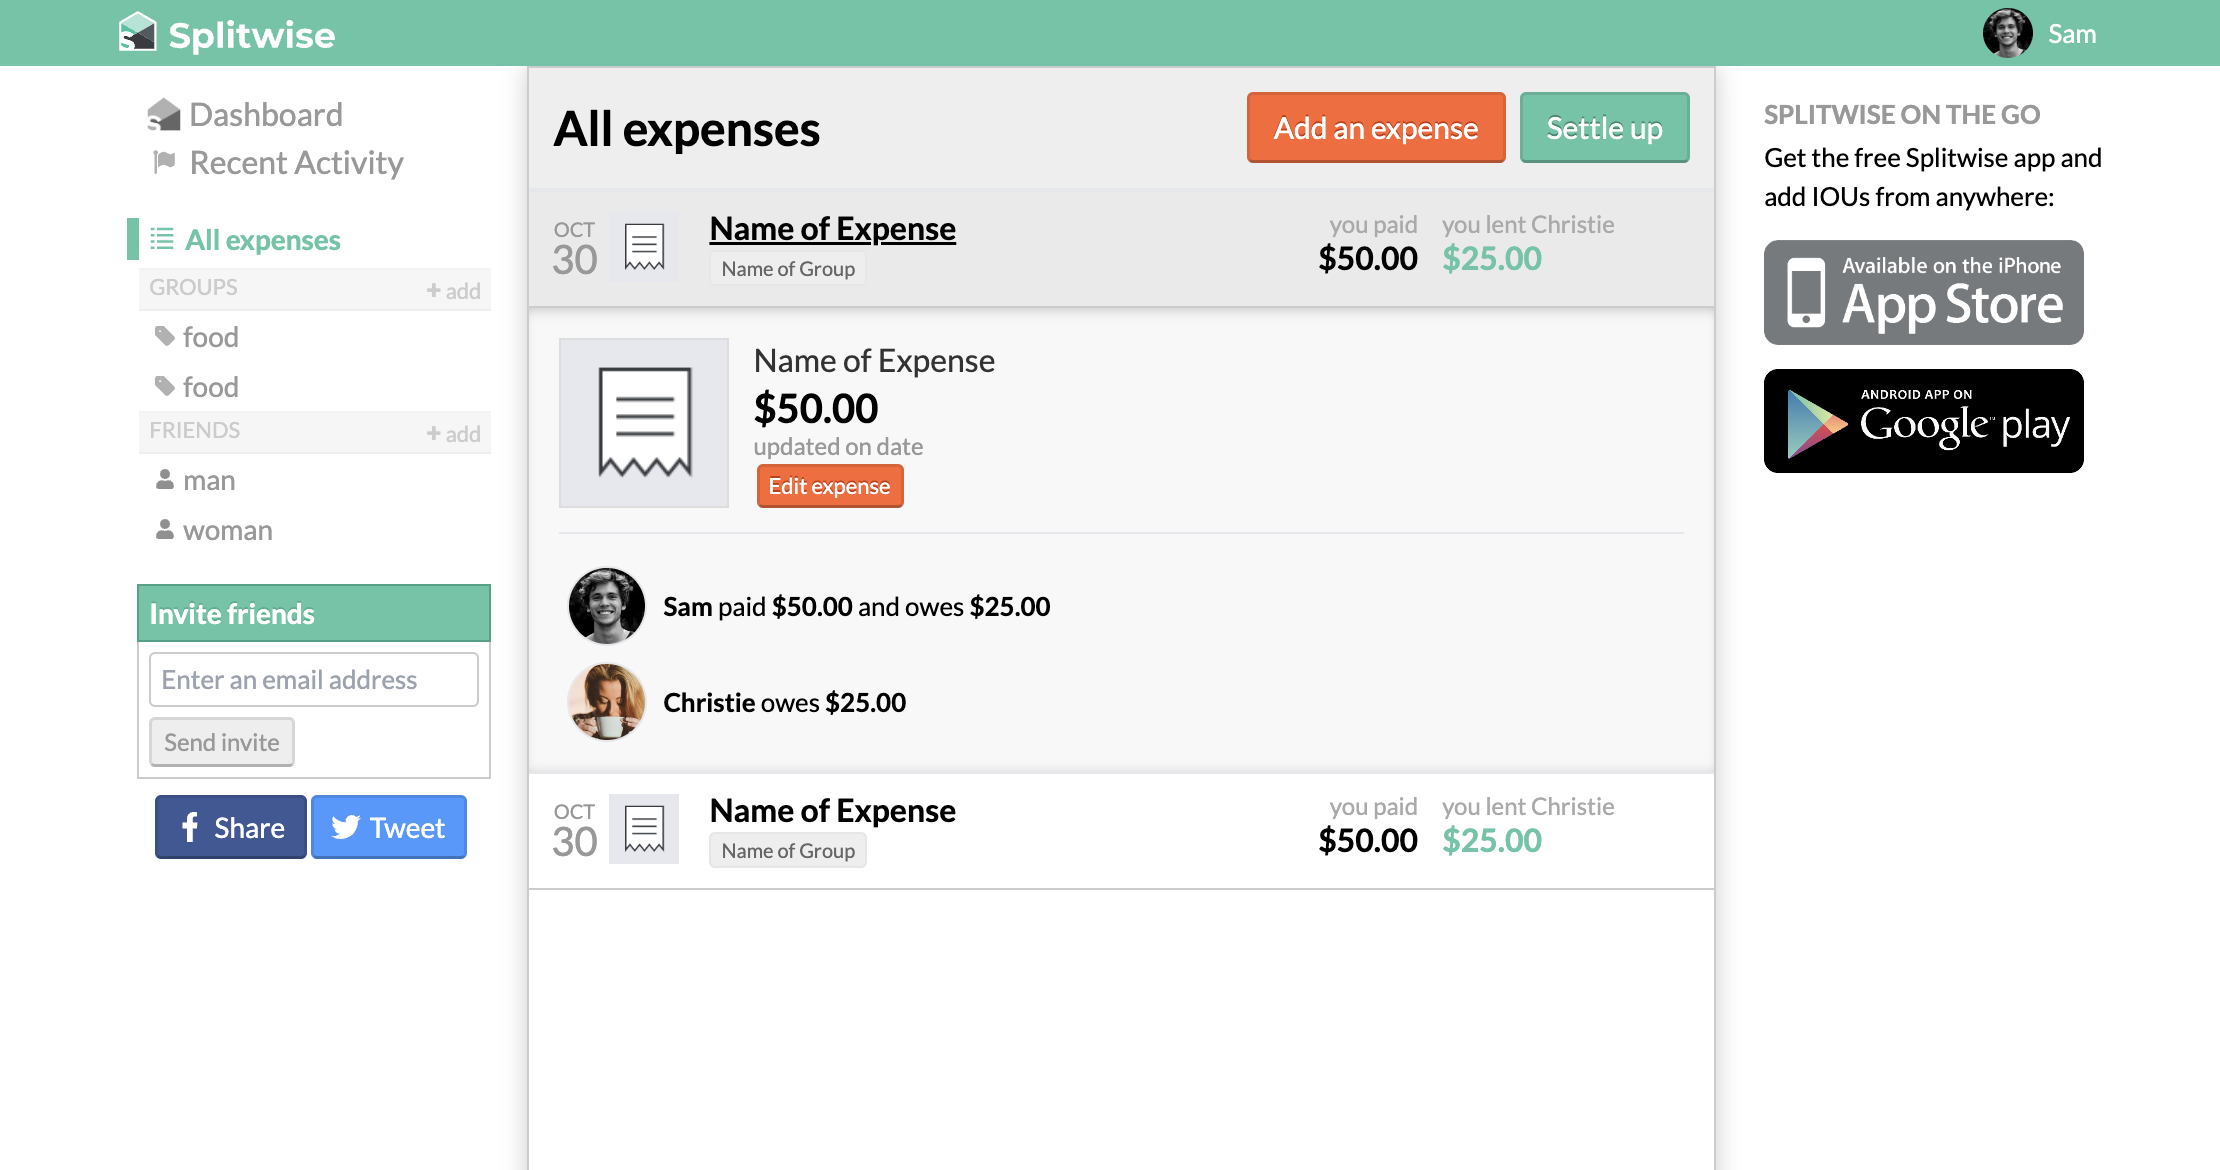 Splitwise
Sam
Dashboard
Recent Activity
All expenses
GROUPS
+ add
food
food
FRIENDS
+ add
man
woman
Invite friends
Enter an email address
Send invite
Share
Tweet
All expenses
Add an expense
Settle up
OCT
30
Name of Expense
Name of Group
you paid
$50.00
you lent Christie
$25.00
Name of Expense
$50.00
updated on date
Edit expense
Sam paid $50.00 and owes $25.00
Christie owes $25.00
OCT
30
Name of Expense
Name of Group
you paid
$50.00
you lent Christie
$25.00
SPLITWISE ON THE GO
Get the free Splitwise app and
add IOUs from anywhere:
Available on the iPhone
App Store
ANDROID APP ON
Google™ play